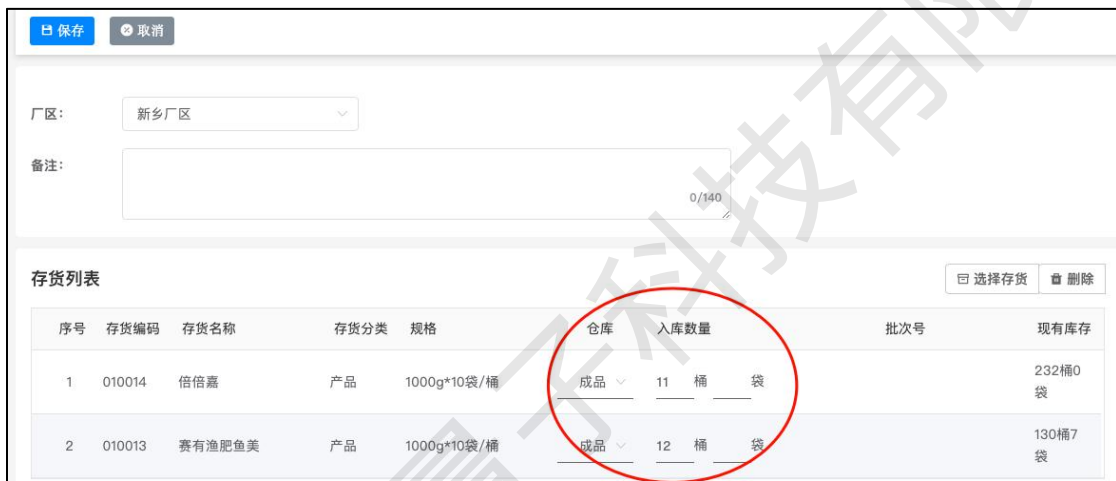 保存 取消
厂区： 新乡厂区
备注：
0/140
存货列表 选择存货 删除
序号 存货编码 存货名称 存货分类 规格 仓库 入库数量 批次号 现有库存
1 010014 倍倍嘉 产品 1000g*10袋/桶 成品 11 桶 袋 232桶0
袋
2 010013 赛有渔肥鱼美 产品 1000g*10袋/桶 成品 12 桶 袋 130桶7
袋
子科技有限